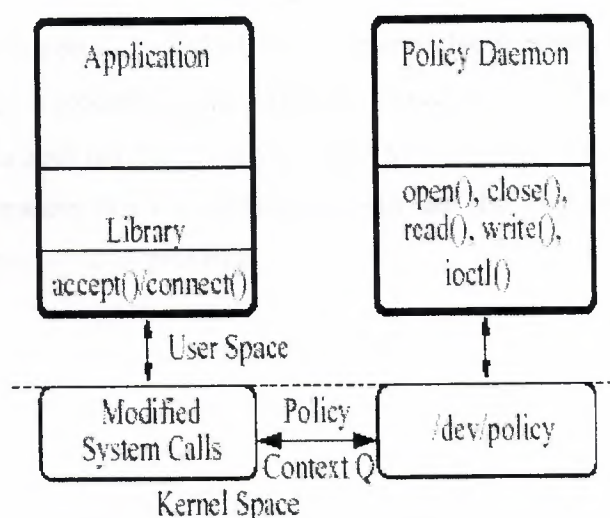 Application
Library
accept()/connect()
Policy Daemon
open(), close(),
read(), write(),
ioctl()
User Space
Modified
System Calls
Policy
Context Q
/dev/policy
Kernel Space